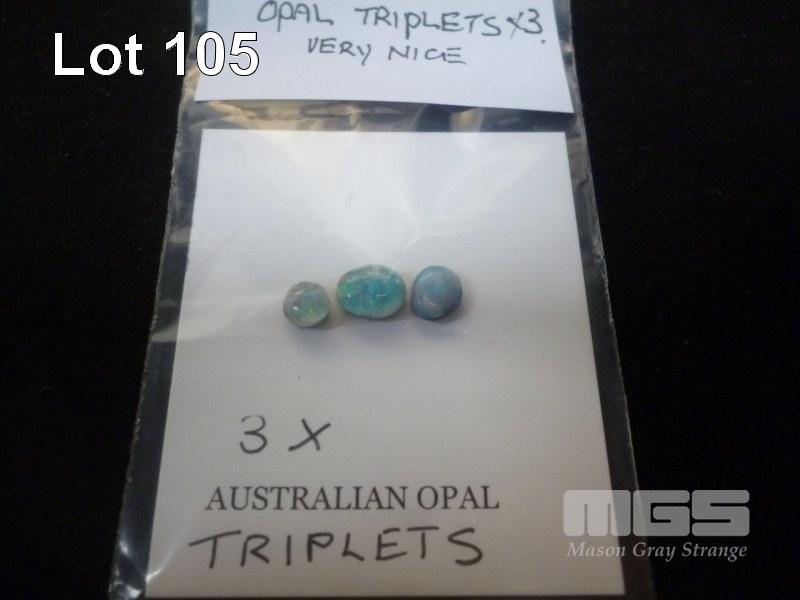 OPAL TRIPLETS x3.
VERY NICE
Lot 105
3 X
AUSTRALIAN OPAL
TRIPLETS
MGS
Mason Gray Strange